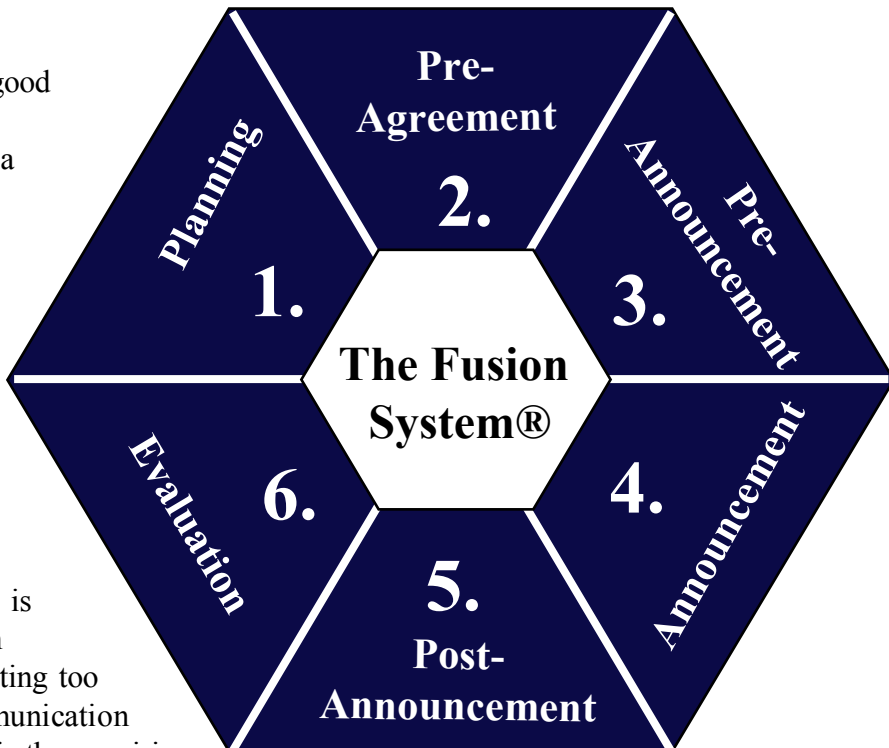 good
a
Planning
1.
Pre-
Agreement
2.
Pre-
Announcement
3.
The Fusion
System®
4.
Announcement
5.
Post-
Announcement
6.
Evaluation
is
ting too